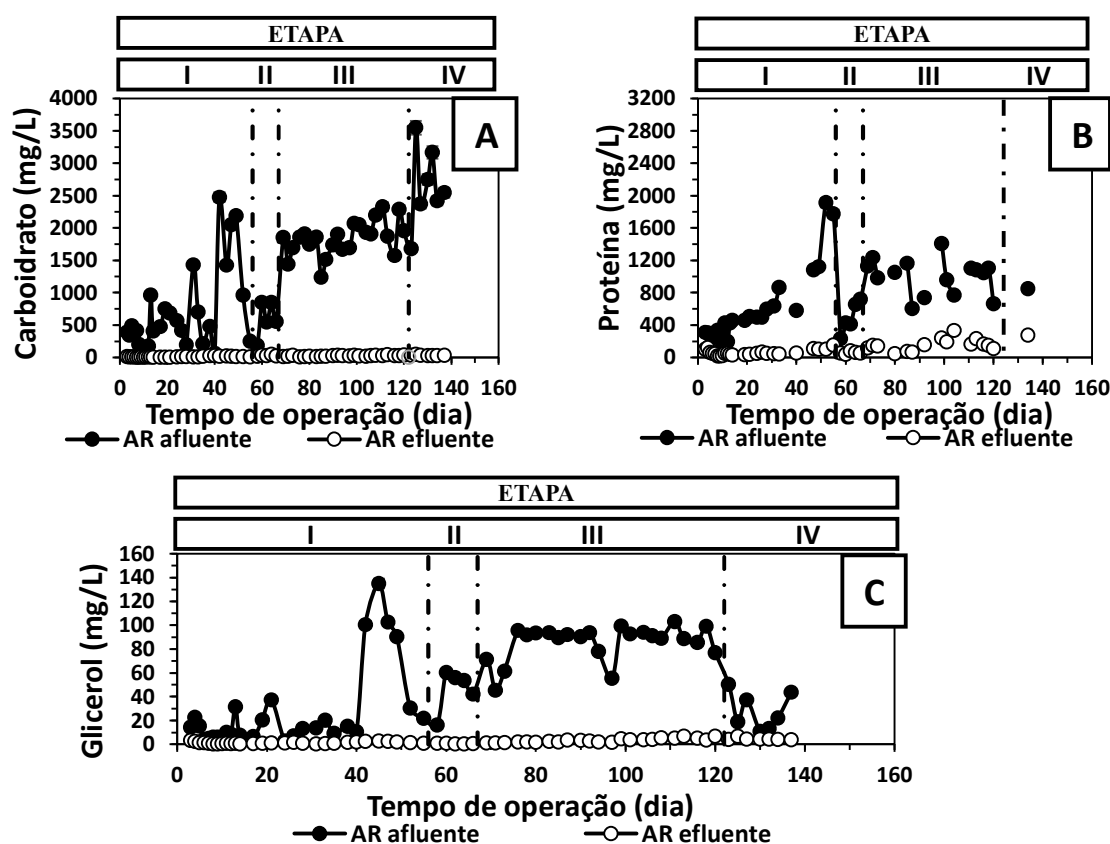 ETAPA
I II III IV
A
Carboidrato (mg/L)
4000
3500
3000
2500
2000
1500
1000
500
0
0 20 40 60 80 100 120 140 160
Tempo de operação (dia)
AR afluente AR efluente
ETAPA
I II III IV
B
Proteína (mg/L)
3200
2800
2400
2000
1600
1200
800
400
0
0 20 40 60 80 100 120 140 160
Tempo de operação (dia)
AR afluente AR efluente
ETAPA
I II III IV
C
Glicerol (mg/L)
160
140
120
100
80
60
40
20
0
0 20 40 60 80 100 120 140 160
Tempo de operação (dia)
AR afluente AR efluente